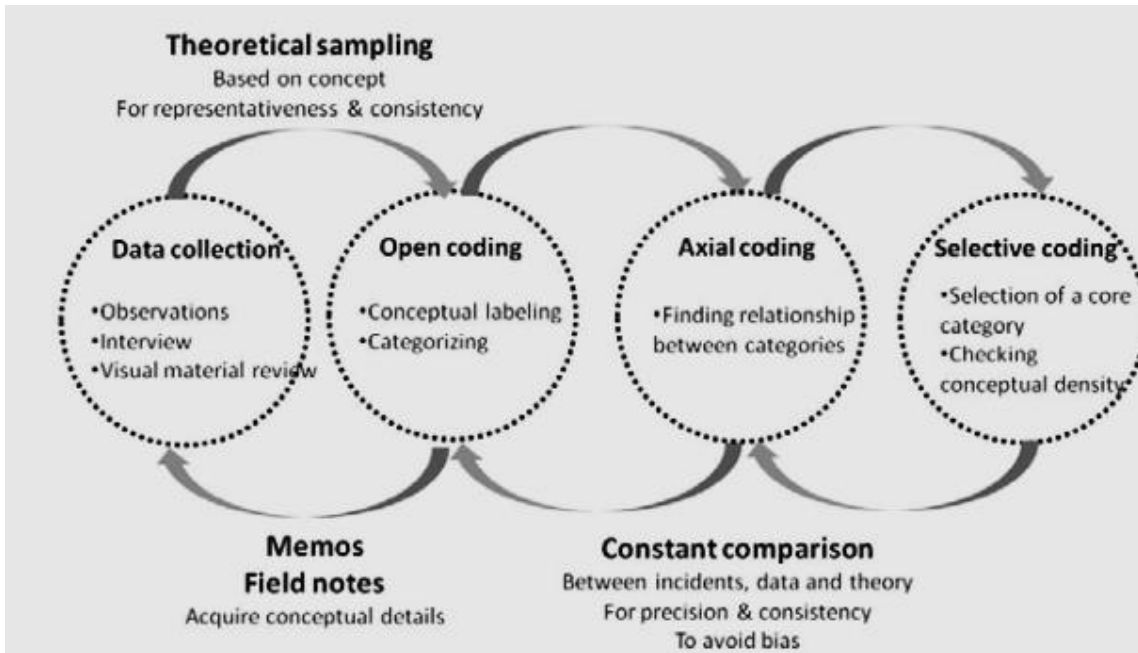 Theoretical sampling
Based on concept
For representativeness & consistency
Data collection
•Observations
•Interview
•Visual material review
Open coding
•Conceptual labeling
•Categorizing
Axial coding
•Finding relationship
between categories
Selective coding
•Selection of a core
category
•Checking
conceptual density
Memos
Field notes
Acquire conceptual details
Constant comparison
Between incidents, data and theory
For precision & consistency
To avoid bias